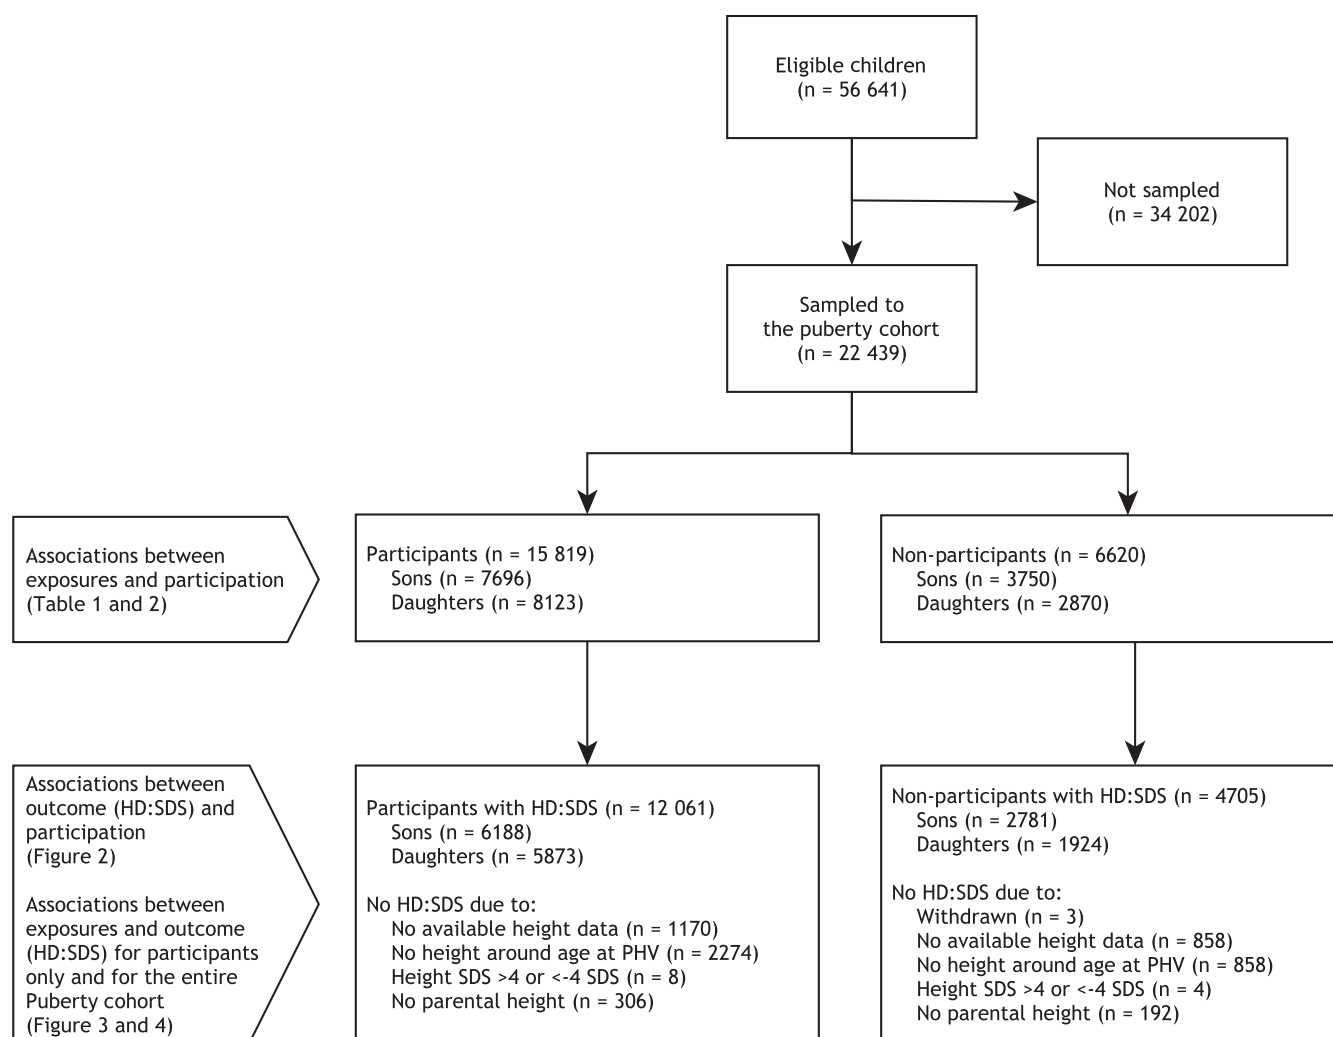 Eligible children
(n = 56 641)
Not sampled
(n = 34 202)
Sampled to
the puberty cohort
(n = 22 439)
Associations between
exposures and participation
(Table 1 and 2)
Participants (n = 15 819)
Sons (n = 7696)
Daughters (n = 8123)
Non-participants (n = 6620)
Sons (n = 3750)
Daughters (n = 2870)
Associations between
outcome (HD:SDS) and
participation
(Figure 2)
Associations between
exposures and outcome
(HD:SDS) for participants
only and for the entire
Puberty cohort
(Figure 3 and 4)
Participants with HD:SDS (n = 12 061)
Sons (n = 6188)
Daughters (n = 5873)
No HD:SDS due to:
No available height data (n = 1170)
No height around age at PHV (n = 2274)
Height SDS >4 or <-4 SDS (n = 8)
No parental height (n = 306)
Non-participants with HD:SDS (n = 4705)
Sons (n = 2781)
Daughters (n = 1924)
No HD:SDS due to:
Withdrawn (n = 3)
No available height data (n = 858)
No height around age at PHV (n = 858)
Height SDS >4 or <-4 SDS (n = 4)
No parental height (n = 192)